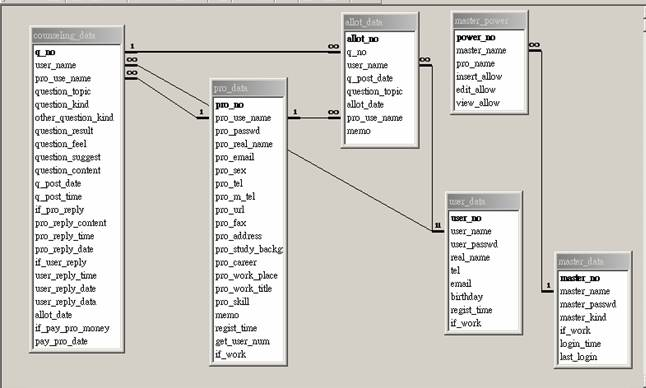 counseling_data
q_no
user_name
pro_use_name
question_topic
question_kind
other_question_kind
question_result
question_feel
question_suggest
question_content
q_post_date
q_post_time
if_pro_reply
pro_reply_content
pro_reply_time
pro_reply_date
if_user_reply
user_reply_time
user_reply_date
user_reply_data
allot_date
if_pay_pro_money
pay_pro_date
1
∞
∞
∞
pro_data
pro_no
pro_use_name
pro_passwd
pro_real_name
pro_email
pro_sex
pro_tel
pro_m_tel
pro_url
pro_fax
pro_address
pro_study_backg
pro_career
pro_work_place
pro_work_title
pro_skill
memo
regist_time
get_user_num
if_work
1
1
∞
allot_data
allot_no
q_no
user_name
q_post_date
question_topic
allot_date
pro_use_name
memo
∞
∞
master_power
power_no
master_name
pro_name
insert_allow
edit_allow
view_allow
∞
user_data
user_no
user_name
user_passwd
real_name
tel
email
birthday
regist_time
if_work
11
master_data
master_no
master_name
master_passwd
master_kind
if_work
login_time
last_login
1